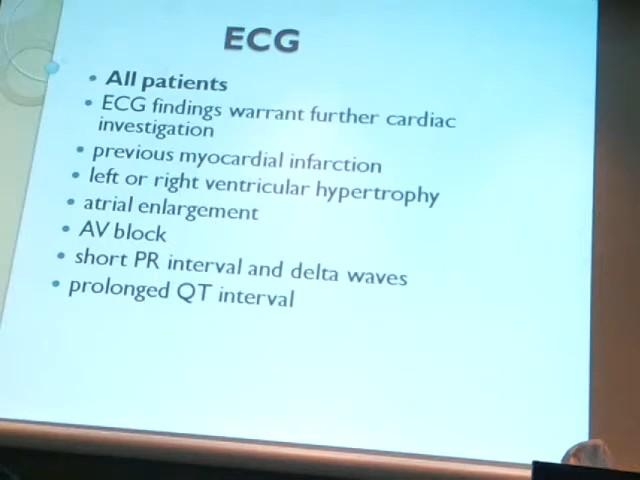 ECG
• All patients
• ECG findings warrant further cardiac
investigation
• previous myocardial infarction
• left or right ventricular hypertrophy
• atrial enlargement
• AV block
• short PR interval and delta waves
• prolonged QT interval